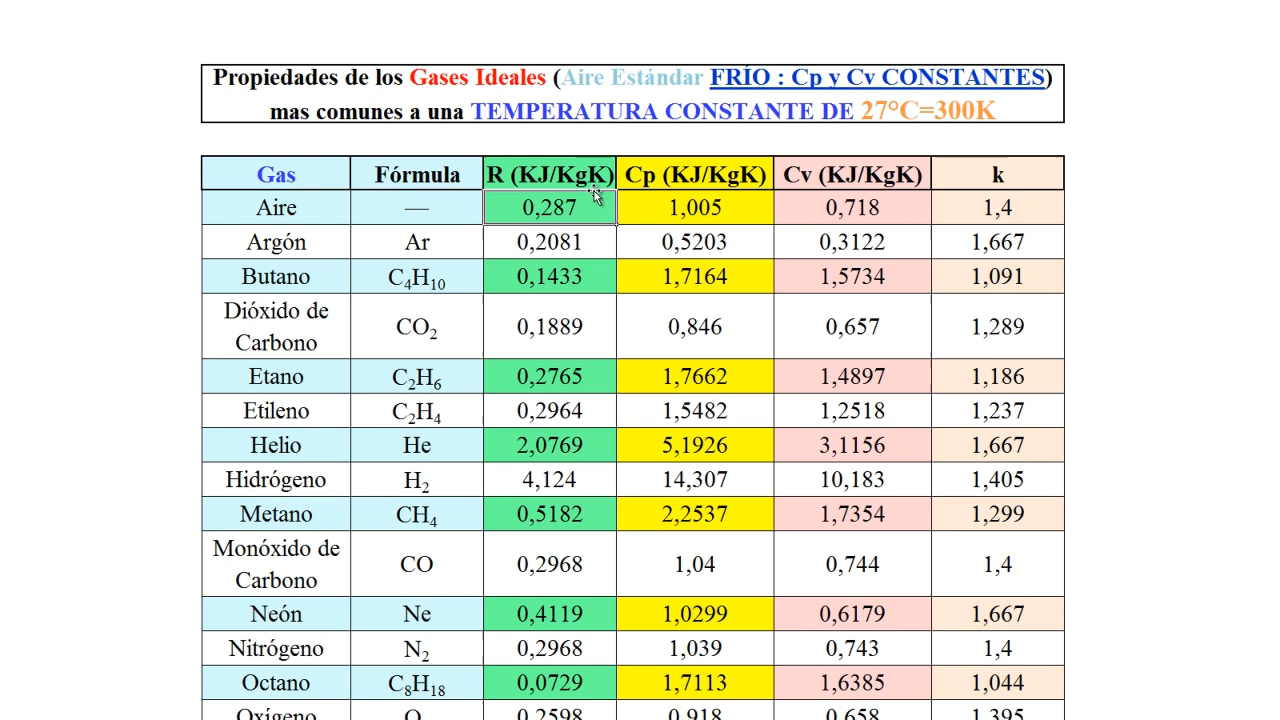 Propiedades de los Gases Ideales (Aire Estándar FRÍO : Cp y Cv CONSTANTES)
mas comunes a una TEMPERATURA CONSTANTE DE 27°C=300K
Gas Fórmula R (KJ/KgK) Cp (KJ/KgK) Cv (KJ/KgK) k
Aire — 0,287 1,005 0,718 1,4
Argón Ar 0,2081 0,5203 0,3122 1,667
Butano C₄H₁₀ 0,1433 1,7164 1,5734 1,091
Dióxido de
Carbono CO₂ 0,1889 0,846 0,657 1,289
Etano C₂H₆ 0,2765 1,7662 1,4897 1,186
Etileno C₂H₄ 0,2964 1,5482 1,2518 1,237
Helio He 2,0769 5,1926 3,1156 1,667
Hidrógeno H₂ 4,124 14,307 10,183 1,405
Metano CH₄ 0,5182 2,2537 1,7354 1,299
Monóxido de
Carbono CO 0,2968 1,04 0,744 1,4
Neón Ne 0,4119 1,0299 0,6179 1,667
Nitrógeno N₂ 0,2968 1,039 0,743 1,4
Octano C₈H₁₈ 0,0729 1,7113 1,6385 1,044
Oxígeno O 0,2598 0,918 0,658 1,395